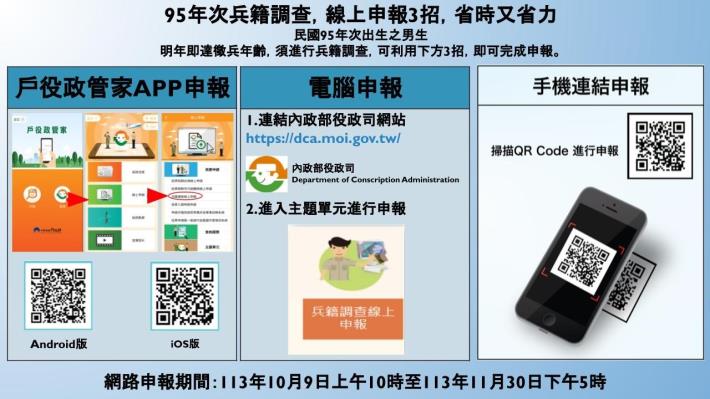 95年次兵籍調查，線上申報3招，省時又省力
民國95年次出生之男生
明年即達徵兵年齡，須進行兵籍調查，可利用下方3招，即可完成申報。
戶役政管家APP申報
戶役政管家
Android版
iOS版
電腦申報
1.連結內政部役政司網站
https://dca.moi.gov.tw/
內政部役政司
Department of Conscription Administration
2.進入主題單元進行申報
兵籍調查線上
申報
手機連結申報
掃描QR Code 進行申報
網路申報期間：113年10月9日上午10時至113年11月30日下午5時